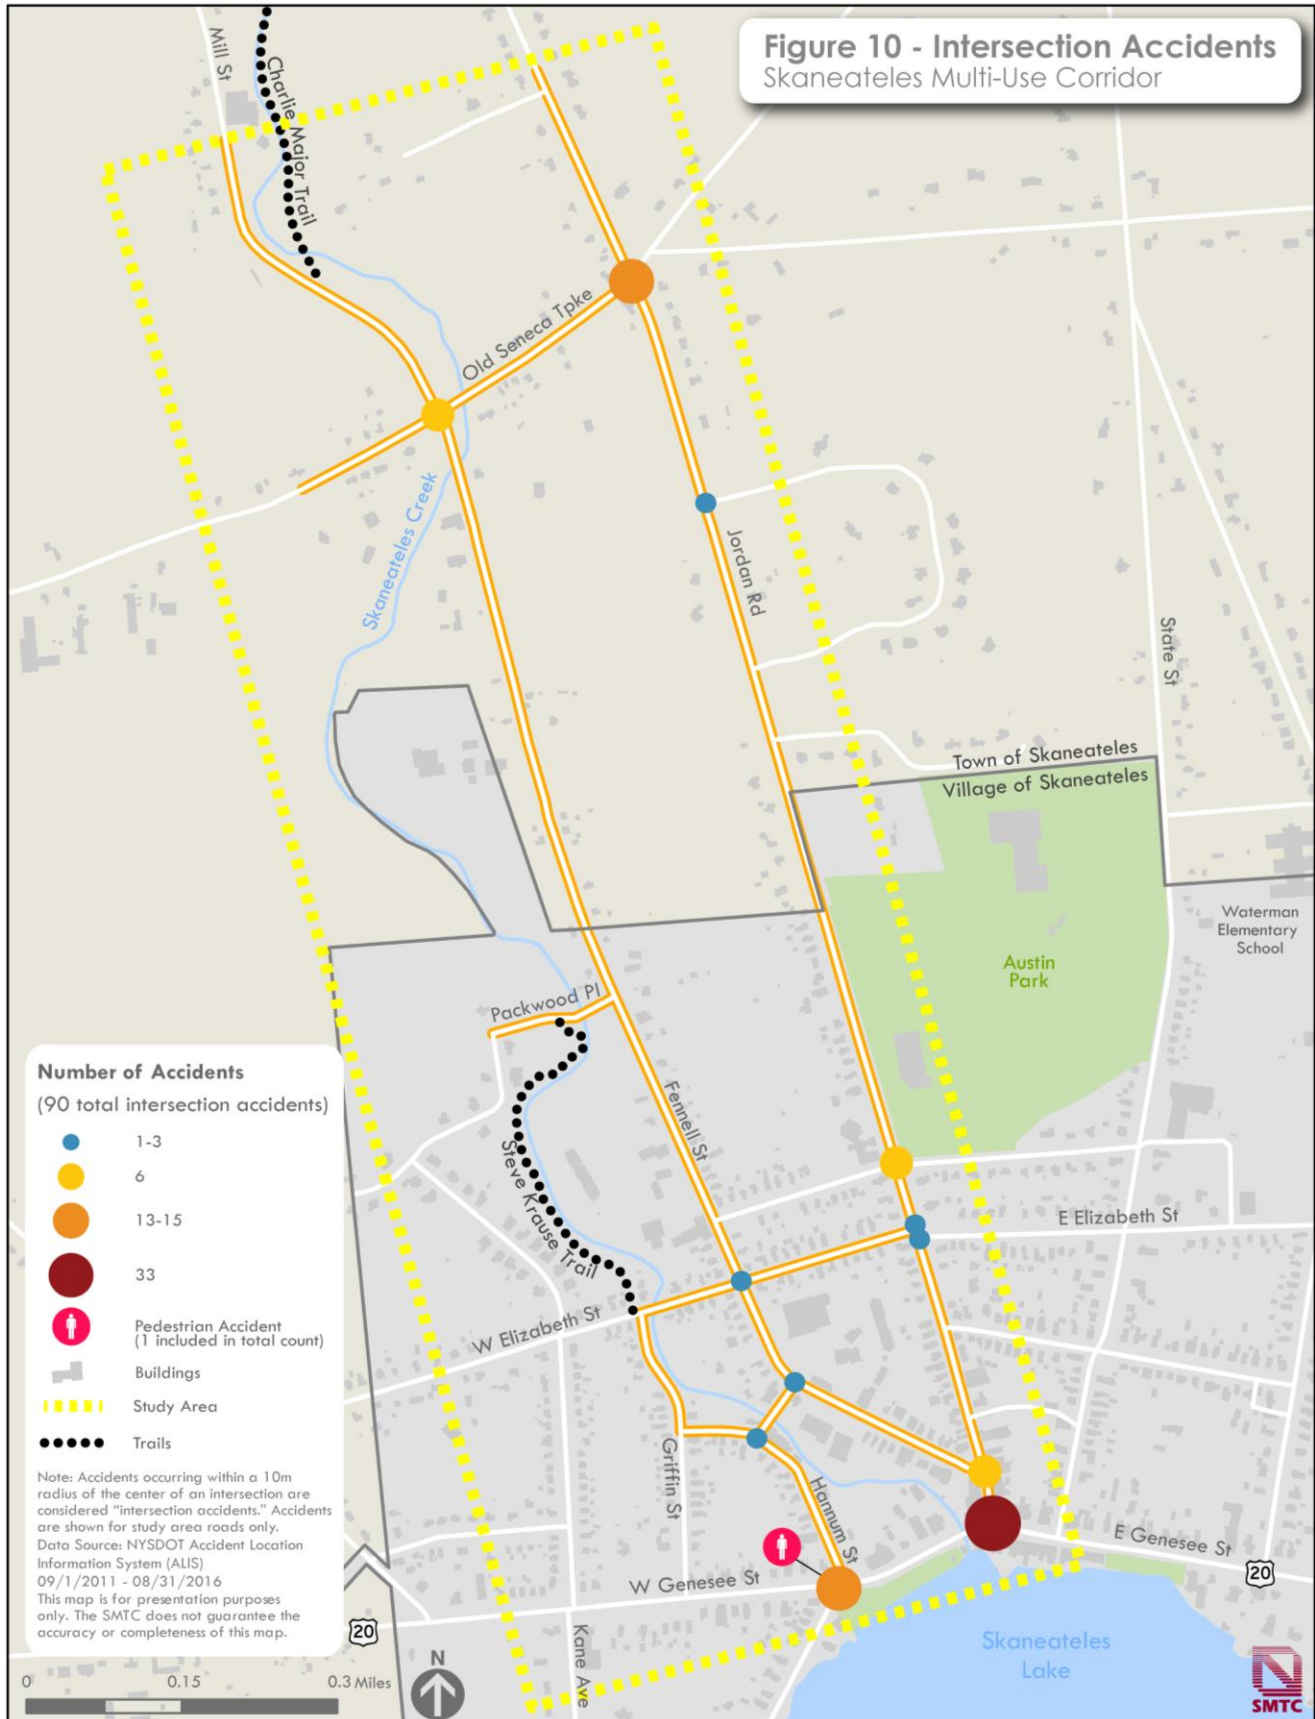 Figure 10 - Intersection Accidents
Skaneateles Multi-Use Corridor
Mill St
Charlie Major Trail
Old Seneca Tpke
Skaneateles Creek
Jordan Rd
State St
Town of Skaneateles
Village of Skaneateles
Waterman
Elementary
School
Austin
Park
Packwood Pl
Fennell St
Steve Krause Trail
E Elizabeth St
W Elizabeth St
Griffin St
Hannum St
W Genesee St
E Genesee St
20
20
Kane Ave
Skaneateles
Lake
Number of Accidents
(90 total intersection accidents)
1-3
6
13-15
33
Pedestrian Accident
(1 included in total count)
Buildings
Study Area
Trails
Note: Accidents occurring within a 10m
radius of the center of an intersection are
considered “intersection accidents.” Accidents
are shown for study area roads only.
Data Source: NYSDOT Accident Location
Information System (ALIS)
09/1/2011 - 08/31/2016
This map is for presentation purposes
only. The SMTC does not guarantee the
accuracy or completeness of this map.
0 0.15 0.3 Miles
N
SMTC